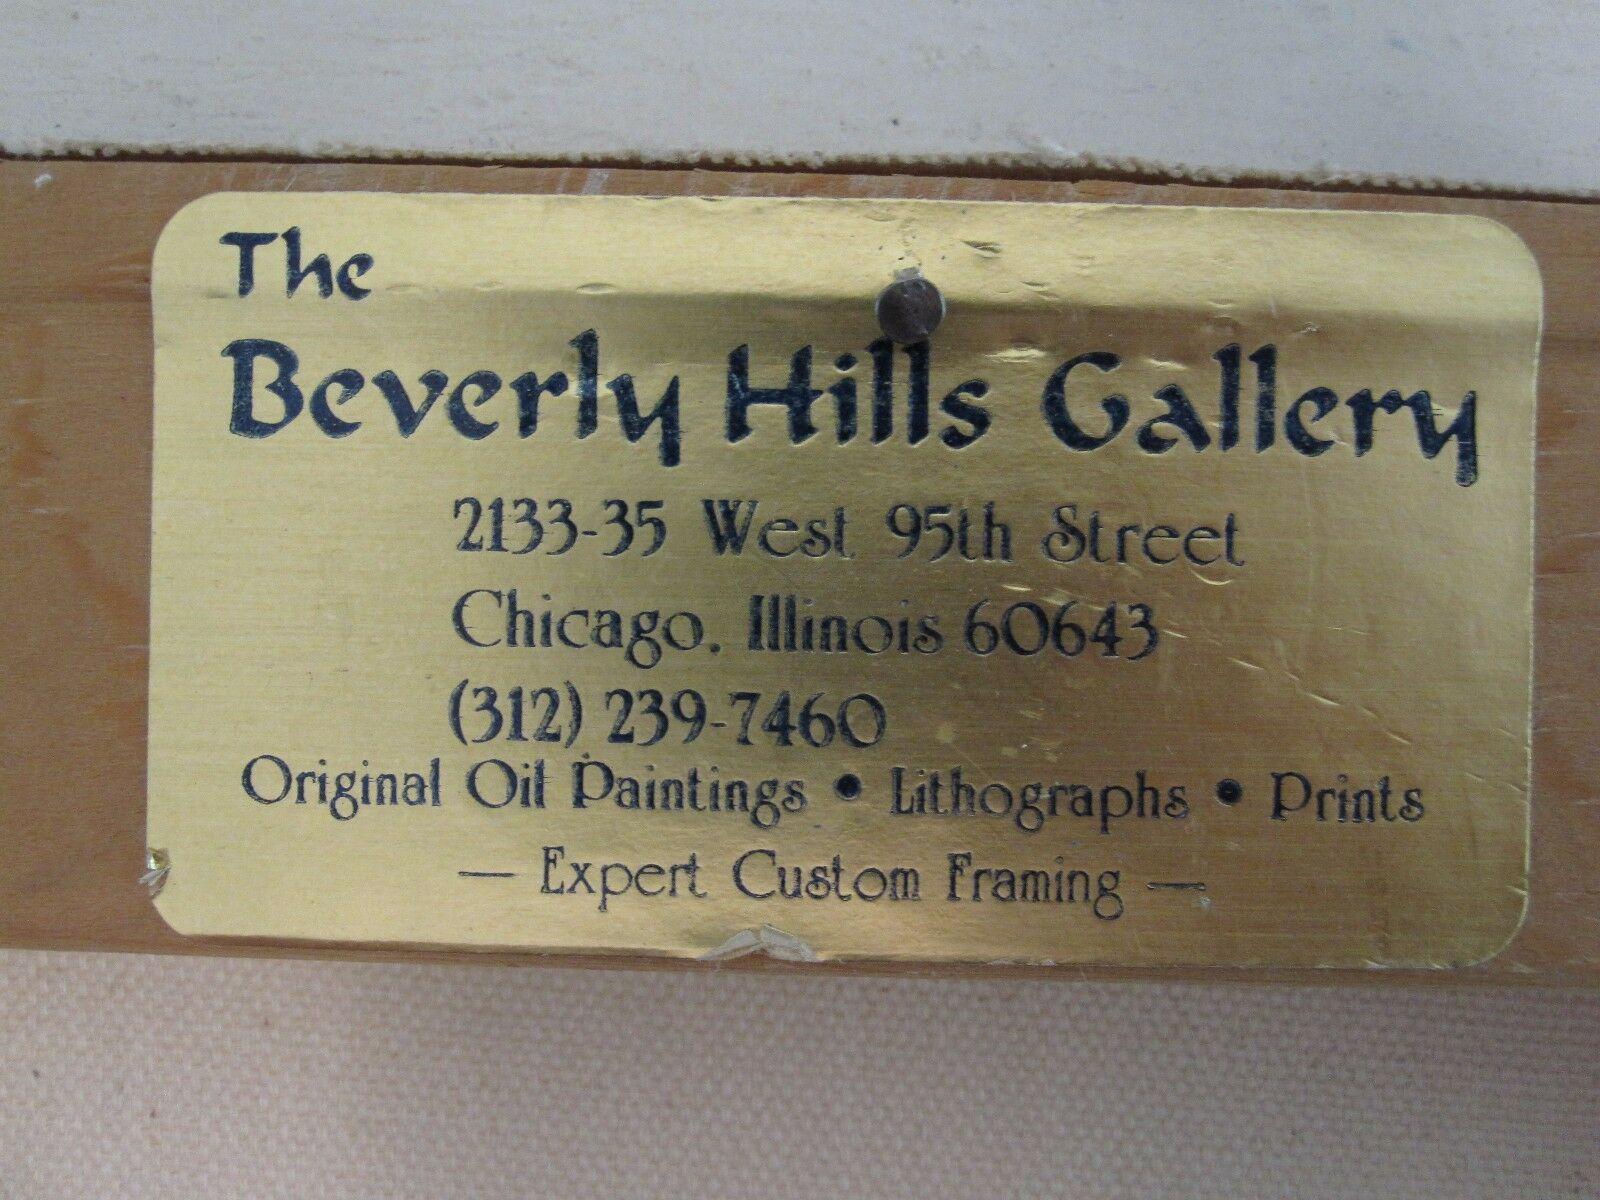 The
Beverly Hills Gallery
2133-35 West 95th Street
Chicago, Illinois 60643
(312) 239-7460
Original Oil Paintings • Lithographs • Prints
— Expert Custom Framing —